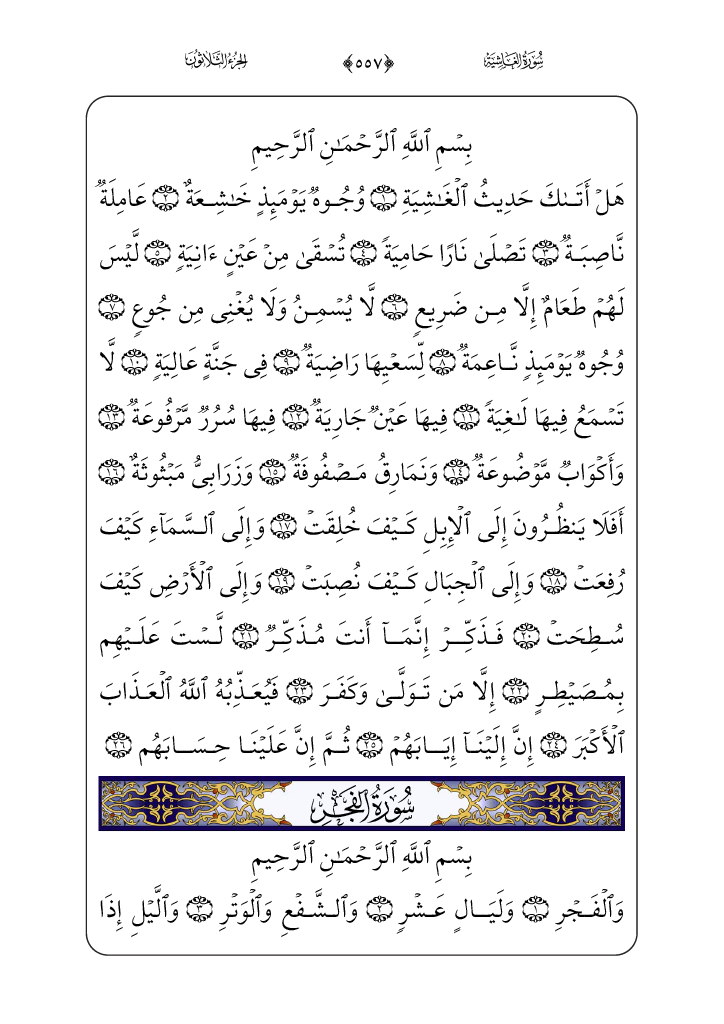 سُورَةُ الغَاشِيَةِ ﴿٥٥٧﴾ الجُزْءُ الثَّلَاثُونَ
بِسۡمِ ٱللَّهِ ٱلرَّحۡمَـٰنِ ٱلرَّحِيمِ
هَلۡ أَتَىٰكَ حَدِيثُ ٱلۡغَـٰشِيَةِ ١ وُجُوهٌ يَوۡمَئِذٍ خَـٰشِعَةٌ ٢ عَامِلَةٌ
نَّاصِبَةٌ ٣ تَصۡلَىٰ نَارًا حَامِيَةً ٤ تُسۡقَىٰ مِنۡ عَيۡنٍ ءَانِيَةٍ ٥ لَّيۡسَ
لَهُمۡ طَعَامٌ إِلَّا مِن ضَرِيعٍ ٦ لَّا يُسۡمِنُ وَلَا يُغۡنِى مِن جُوعٍ ٧
وُجُوهٌ يَوۡمَئِذٍ نَّاعِمَةٌ ٨ لِّسَعۡيِهَا رَاضِيَةٌ ٩ فِى جَنَّةٍ عَالِيَةٍ ١٠ لَّا
تَسۡمَعُ فِيهَا لَـٰغِيَةً ١١ فِيهَا عَيۡنٌ جَارِيَةٌ ١٢ فِيهَا سُرُرٌ مَّرۡفُوعَةٌ ١٣
وَأَكۡوَابٌ مَّوۡضُوعَةٌ ١٤ وَنَمَارِقُ مَصۡفُوفَةٌ ١٥ وَزَرَابِىُّ مَبۡثُوثَةٌ ١٦
أَفَلَا يَنظُرُونَ إِلَى ٱلۡإِبِلِ كَيۡفَ خُلِقَتۡ ١٧ وَإِلَى ٱلسَّمَآءِ كَيۡفَ
رُفِعَتۡ ١٨ وَإِلَى ٱلۡجِبَالِ كَيۡفَ نُصِبَتۡ ١٩ وَإِلَى ٱلۡأَرۡضِ كَيۡفَ
سُطِحَتۡ ٢٠ فَذَكِّرۡ إِنَّمَآ أَنتَ مُذَكِّرٌ ٢١ لَّسۡتَ عَلَيۡهِم
بِمُصَيۡطِرٍ ٢٢ إِلَّا مَن تَوَلَّىٰ وَكَفَرَ ٢٣ فَيُعَذِّبُهُ ٱللَّهُ ٱلۡعَذَابَ
ٱلۡأَكۡبَرَ ٢٤ إِنَّ إِلَيۡنَآ إِيَابَهُمۡ ٢٥ ثُمَّ إِنَّ عَلَيۡنَا حِسَابَهُم ٢٦
سُورَةُ الفَجْرِ
بِسۡمِ ٱللَّهِ ٱلرَّحۡمَـٰنِ ٱلرَّحِيمِ
وَٱلۡفَجۡرِ ١ وَلَيَالٍ عَشۡرٍ ٢ وَٱلشَّفۡعِ وَٱلۡوَتۡرِ ٣ وَٱلَّيۡلِ إِذَا